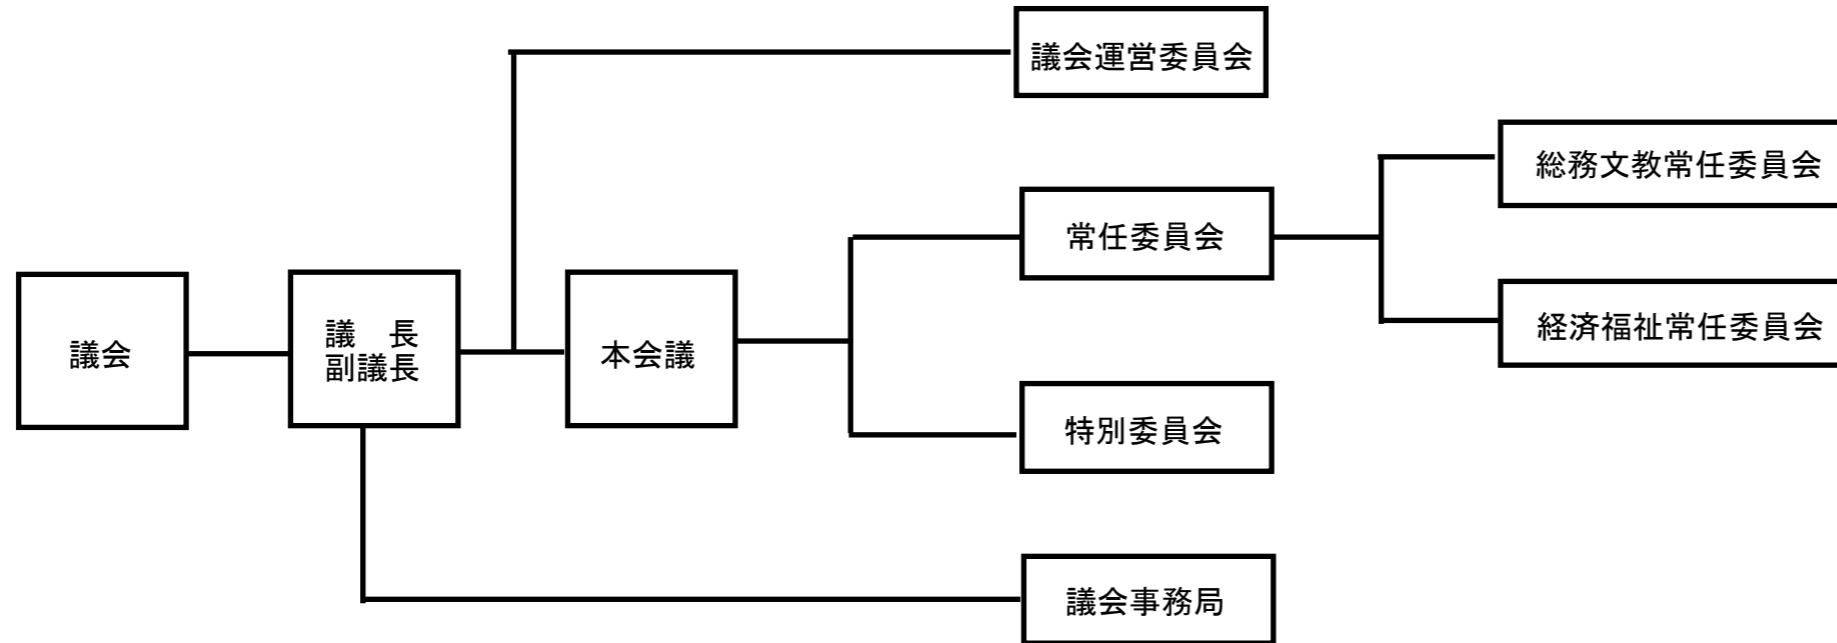 議会運営委員会
総務文教常任委員会
常任委員会
議会
議　長
副議長
本会議
経済福祉常任委員会
特別委員会
議会事務局